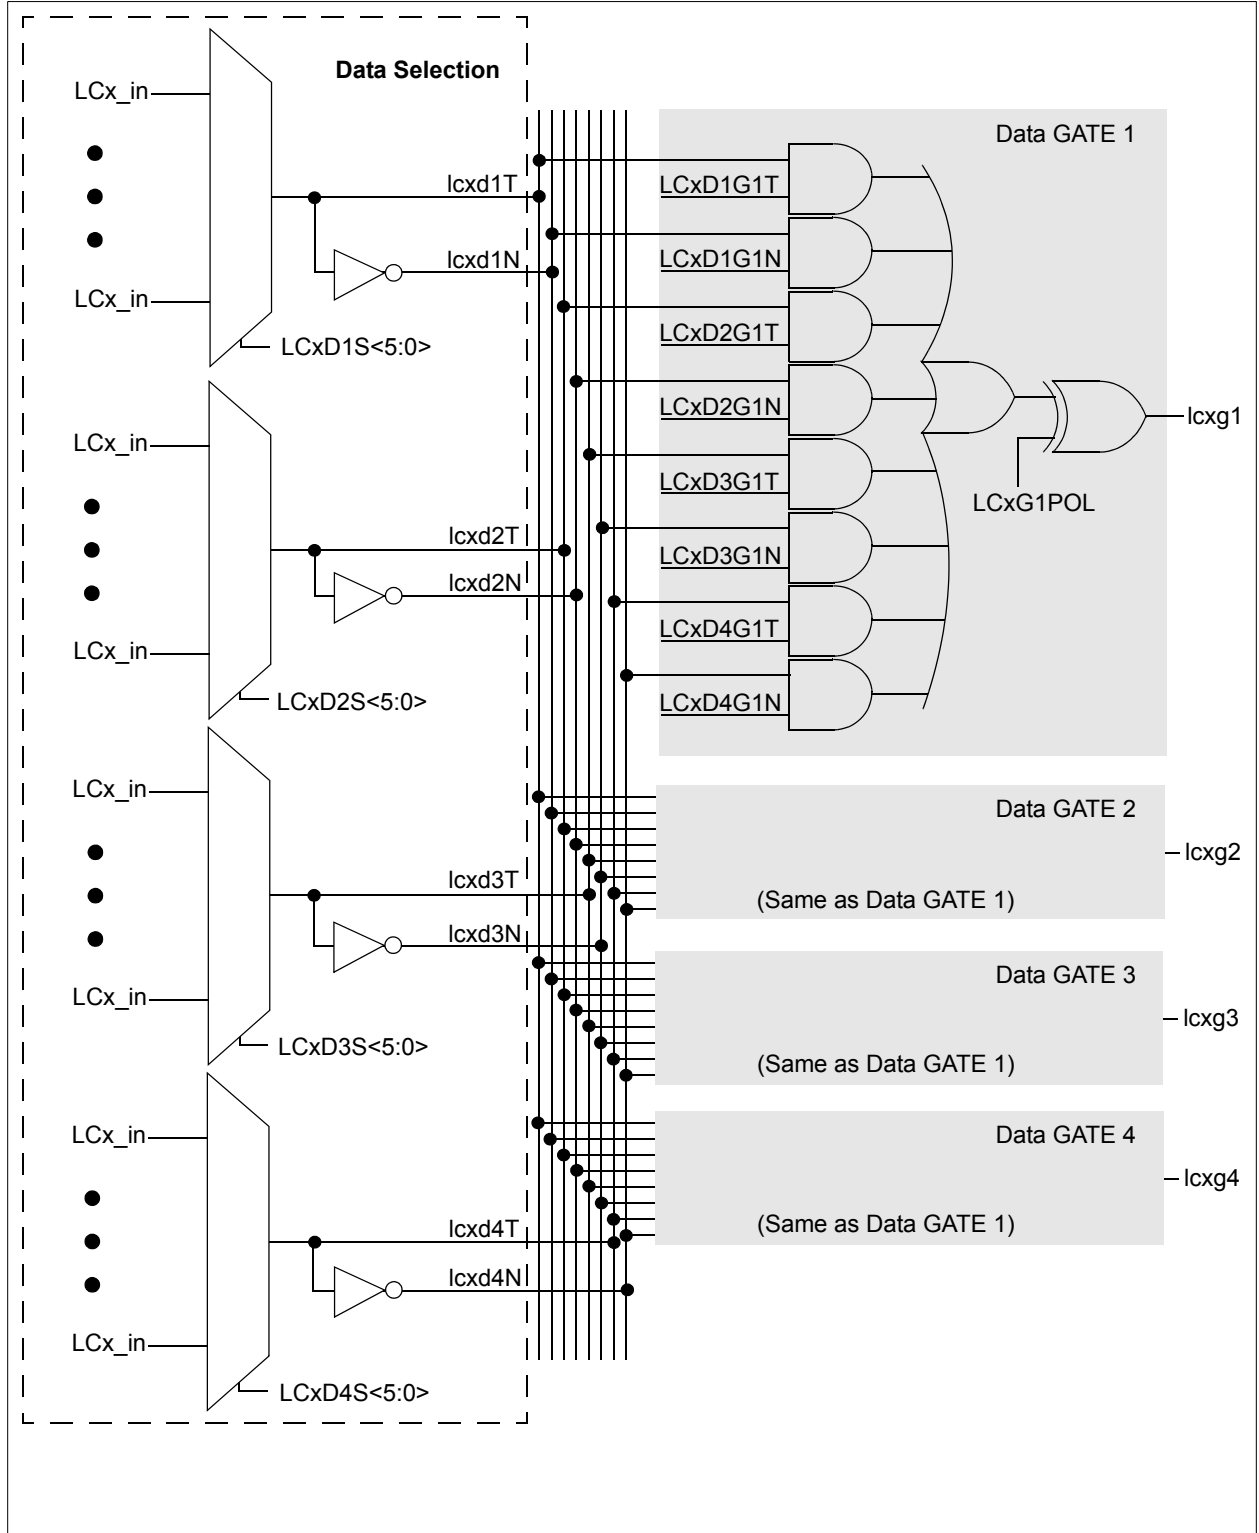 Data Selection
LCx_in
LCx_in
lcxd1T
lcxd1N
LCxD1S<5:0>
LCx_in
LCx_in
lcxd2T
lcxd2N
LCxD2S<5:0>
LCx_in
LCx_in
lcxd3T
lcxd3N
LCxD3S<5:0>
LCx_in
LCx_in
lcxd4T
lcxd4N
LCxD4S<5:0>
Data GATE 1
LCxD1G1T
LCxD1G1N
LCxD2G1T
LCxD2G1N
LCxD3G1T
LCxD3G1N
LCxD4G1T
LCxD4G1N
LCxG1POL
lcxg1
Data GATE 2
(Same as Data GATE 1)
lcxg2
Data GATE 3
(Same as Data GATE 1)
lcxg3
Data GATE 4
(Same as Data GATE 1)
lcxg4